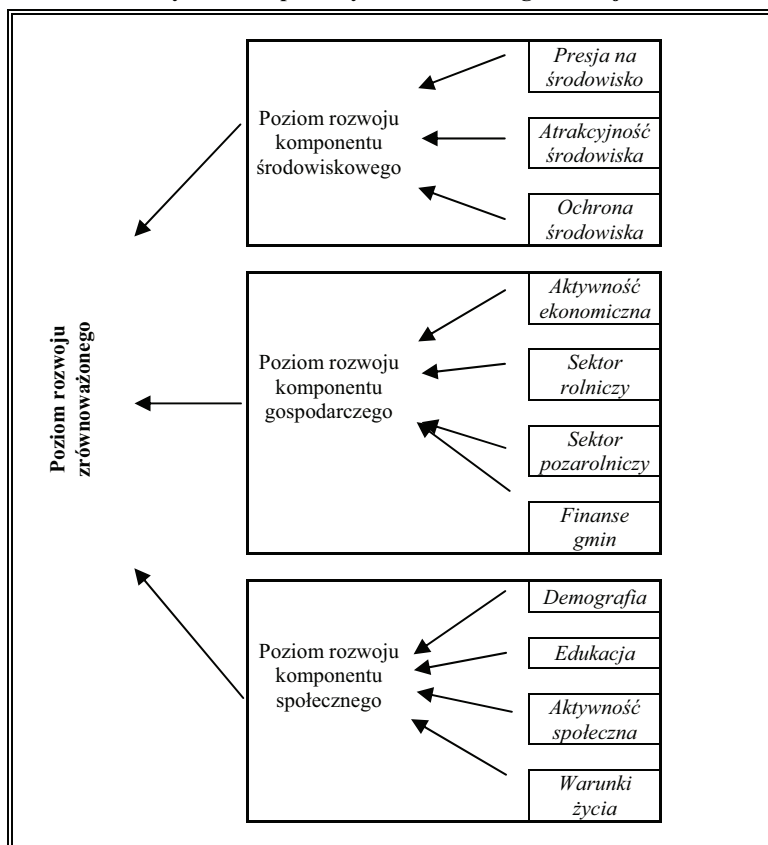 Presja na
środowisko
Poziom rozwoju
komponentu
środowiskowego
Atrakcyjność
środowiska
Ochrona
środowiska
Poziom rozwoju
zrównoważonego
Aktywność
ekonomiczna
Poziom rozwoju
komponentu
gospodarczego
Sektor
rolniczy
Sektor
pozarolniczy
Finanse
gmin
Demografia
Poziom rozwoju
komponentu
społecznego
Edukacja
Aktywność
społeczna
Warunki
życia